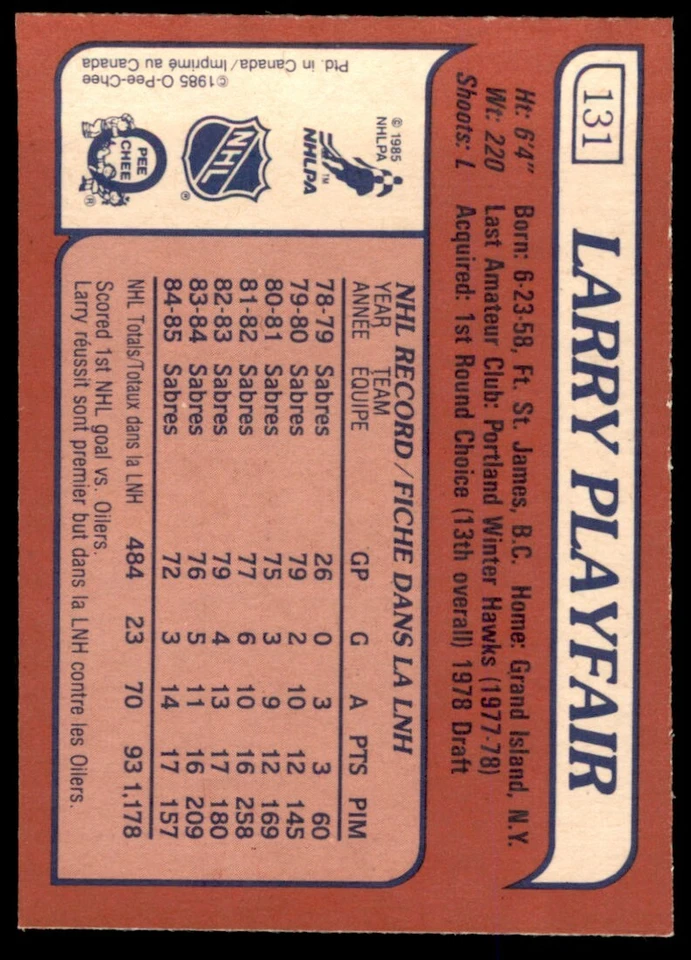 131
LARRY PLAYFAIR
Ht: 6'4" Born: 6-23-58, Ft. St. James, B.C. Home: Grand Island, N.Y.
Wt: 220 Last Amateur Club: Portland Winter Hawks (1977-78)
Shoots: L Acquired: 1st Round Choice (13th overall) 1978 Draft
© 1985
NHLPA
NHLPA™
NHL®
O
PEE
CHEE
®
©1985 O-Pee-Chee
Ptd. in Canada/Imprimé au Canada
NHL RECORD/FICHE DANS LA LNH
YEAR TEAM
ANNÉE ÉQUIPE GP G A PTS PIM
78-79 Sabres 26 0 3 3 60
79-80 Sabres 79 2 10 12 145
80-81 Sabres 75 3 9 12 169
81-82 Sabres 77 6 10 16 258
82-83 Sabres 79 4 13 17 180
83-84 Sabres 76 5 11 16 209
84-85 Sabres 72 3 14 17 157
NHL Totals/Totaux dans la LNH 484 23 70 93 1,178
Scored 1st NHL goal vs. Oilers.
Larry réussit sont premier but dans la LNH contre les Oilers.